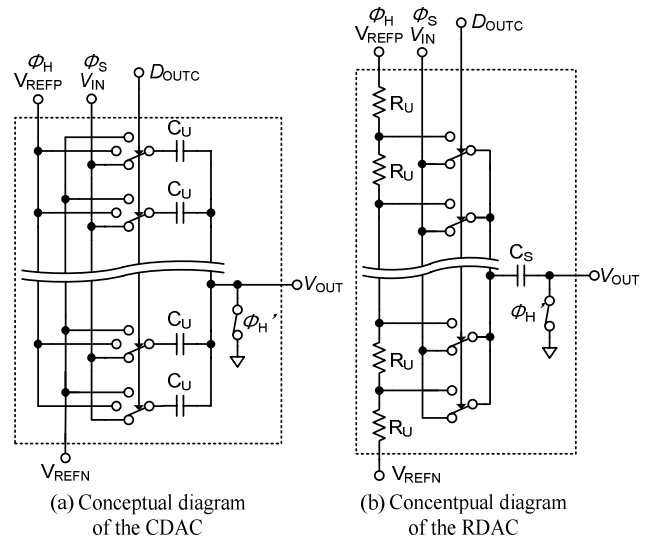 ΦH ΦS
VREFP VIN DOUTC
CU
CU
VOUT
ΦH'
CU
CU
VREFN
(a) Conceptual diagram
of the CDAC
ΦH ΦS DOUTC
VREFP VIN
RU
RU
CS
VOUT
ΦH'
RU
RU
VREFN
(b) Concentpual diagram
of the RDAC